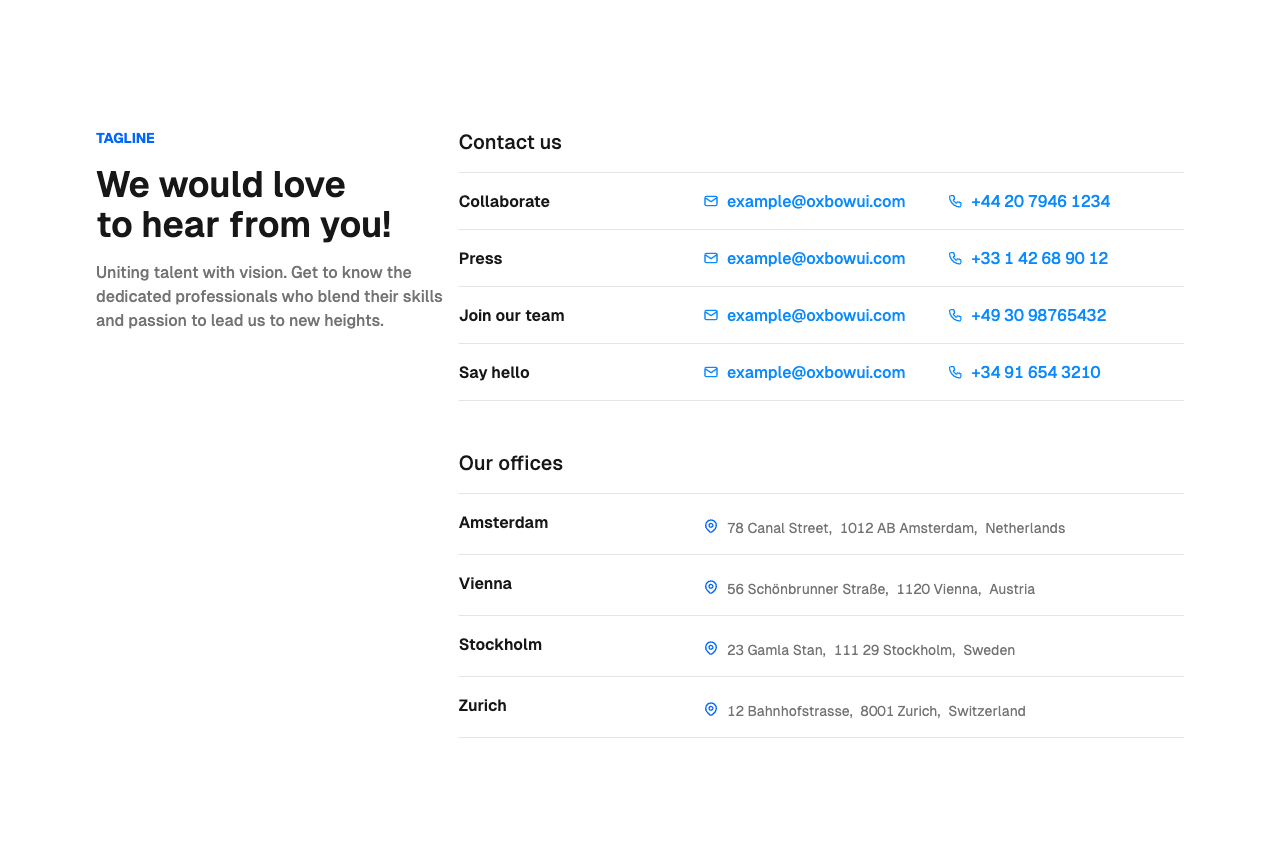 TAGLINE
We would love
to hear from you!
Uniting talent with vision. Get to know the
dedicated professionals who blend their skills
and passion to lead us to new heights.
Contact us
Collaborate example@oxbowui.com +44 20 7946 1234
Press example@oxbowui.com +33 1 42 68 90 12
Join our team example@oxbowui.com +49 30 98765432
Say hello example@oxbowui.com +34 91 654 3210
Our offices
Amsterdam 78 Canal Street, 1012 AB Amsterdam, Netherlands
Vienna 56 Schönbrunner Straße, 1120 Vienna, Austria
Stockholm 23 Gamla Stan, 111 29 Stockholm, Sweden
Zurich 12 Bahnhofstrasse, 8001 Zurich, Switzerland